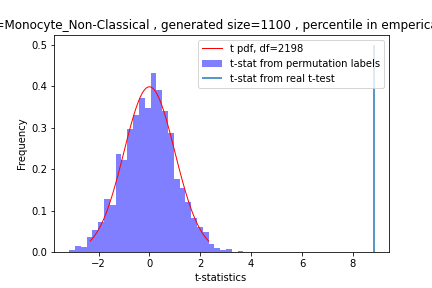 =Monocyte_Non-Classical , generated size=1100 , percentile in emperica
t pdf, df=2198
t-stat from permutation labels
t-stat from real t-test
Frequency
0.5
0.4
0.3
0.2
0.1
0.0
−2 0 2 4 6 8
t-statistics